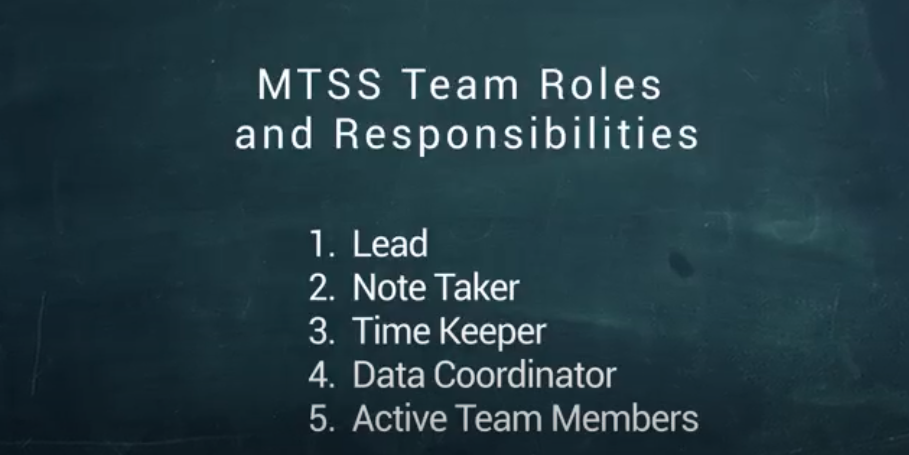 MTSS Team Roles
and Responsibilities
1. Lead
2. Note Taker
3. Time Keeper
4. Data Coordinator
5. Active Team Members